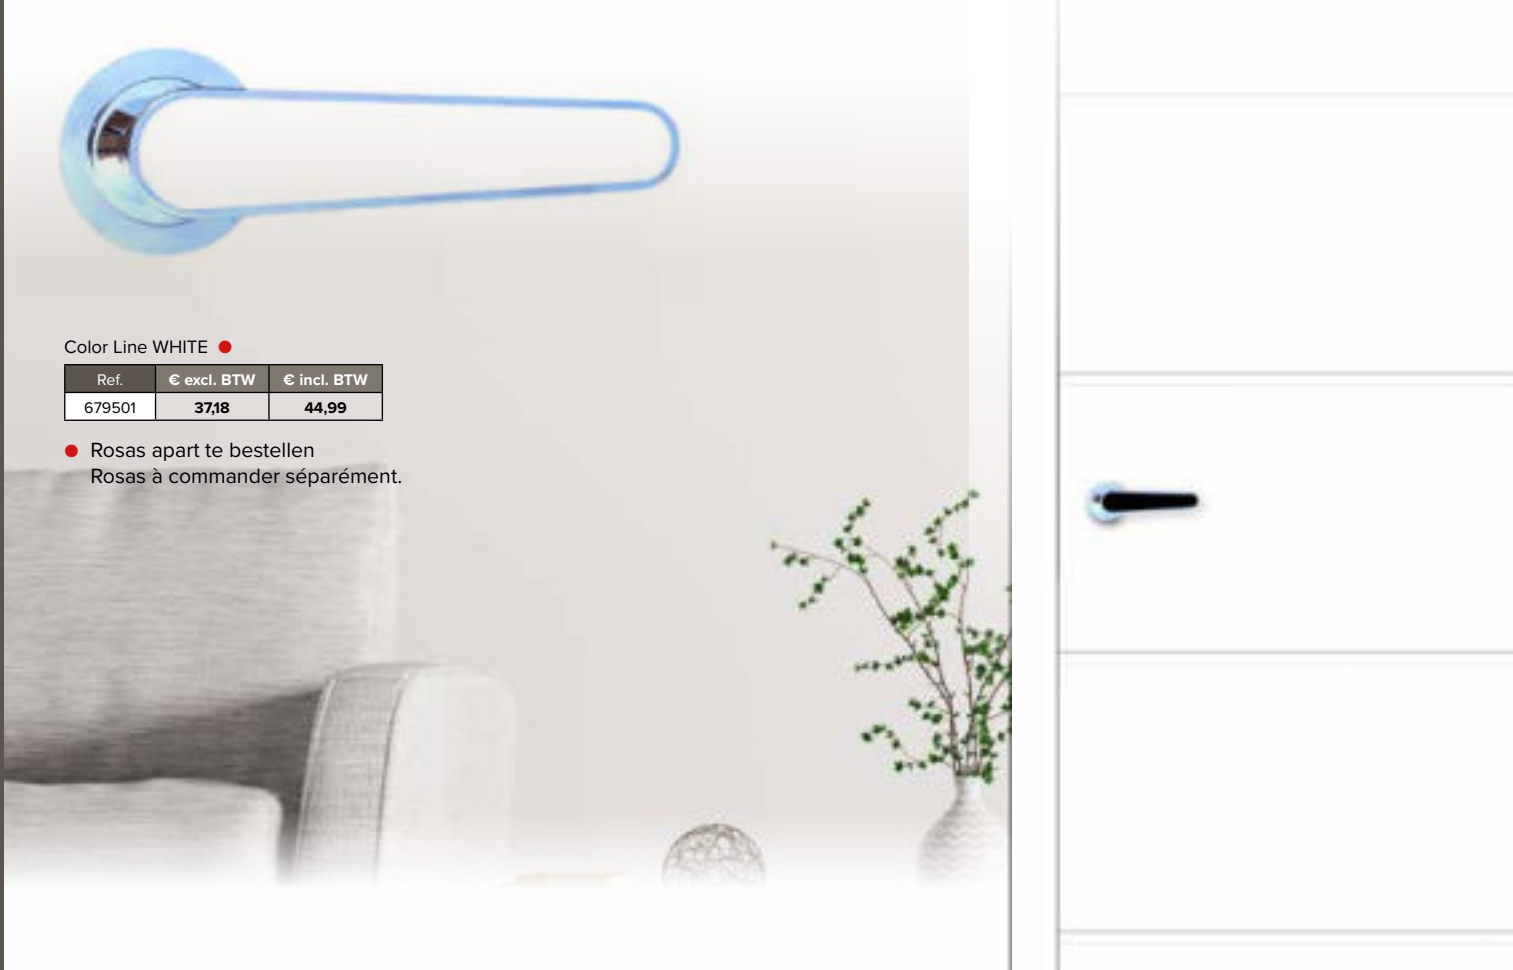 Color Line WHITE
Ref. € excl. BTW € incl. BTW
679501 37,18 44,99
Rosas apart te bestellen
Rosas à commander séparément.